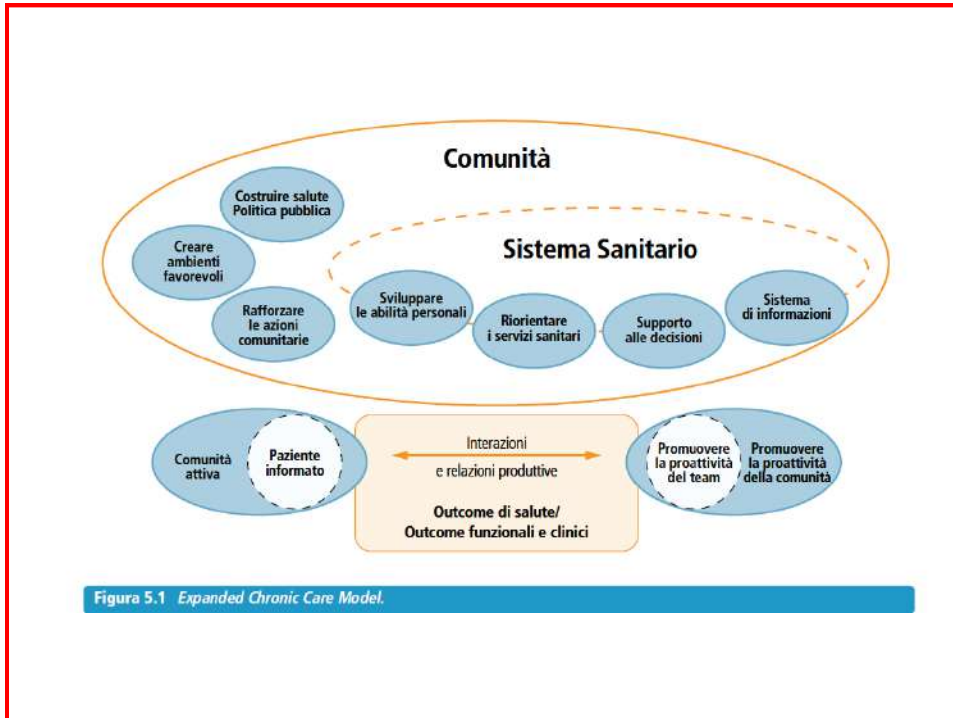 Comunità
Costruire salute
Politica pubblica
Creare
ambienti
favorevoli
Rafforzare
le azioni
comunitarie
Sistema Sanitario
Sviluppare
le abilità personali
Riorientare
i servizi sanitari
Supporto
alle decisioni
Sistema
di informazioni
Comunità
attiva
Paziente
informato
Interazioni
e relazioni produttive
Outcome di salute/
Outcome funzionali e clinici
Promuovere
la proattività
del team
Promuovere
la proattività
della comunità
Figura 5.1 Expanded Chronic Care Model.